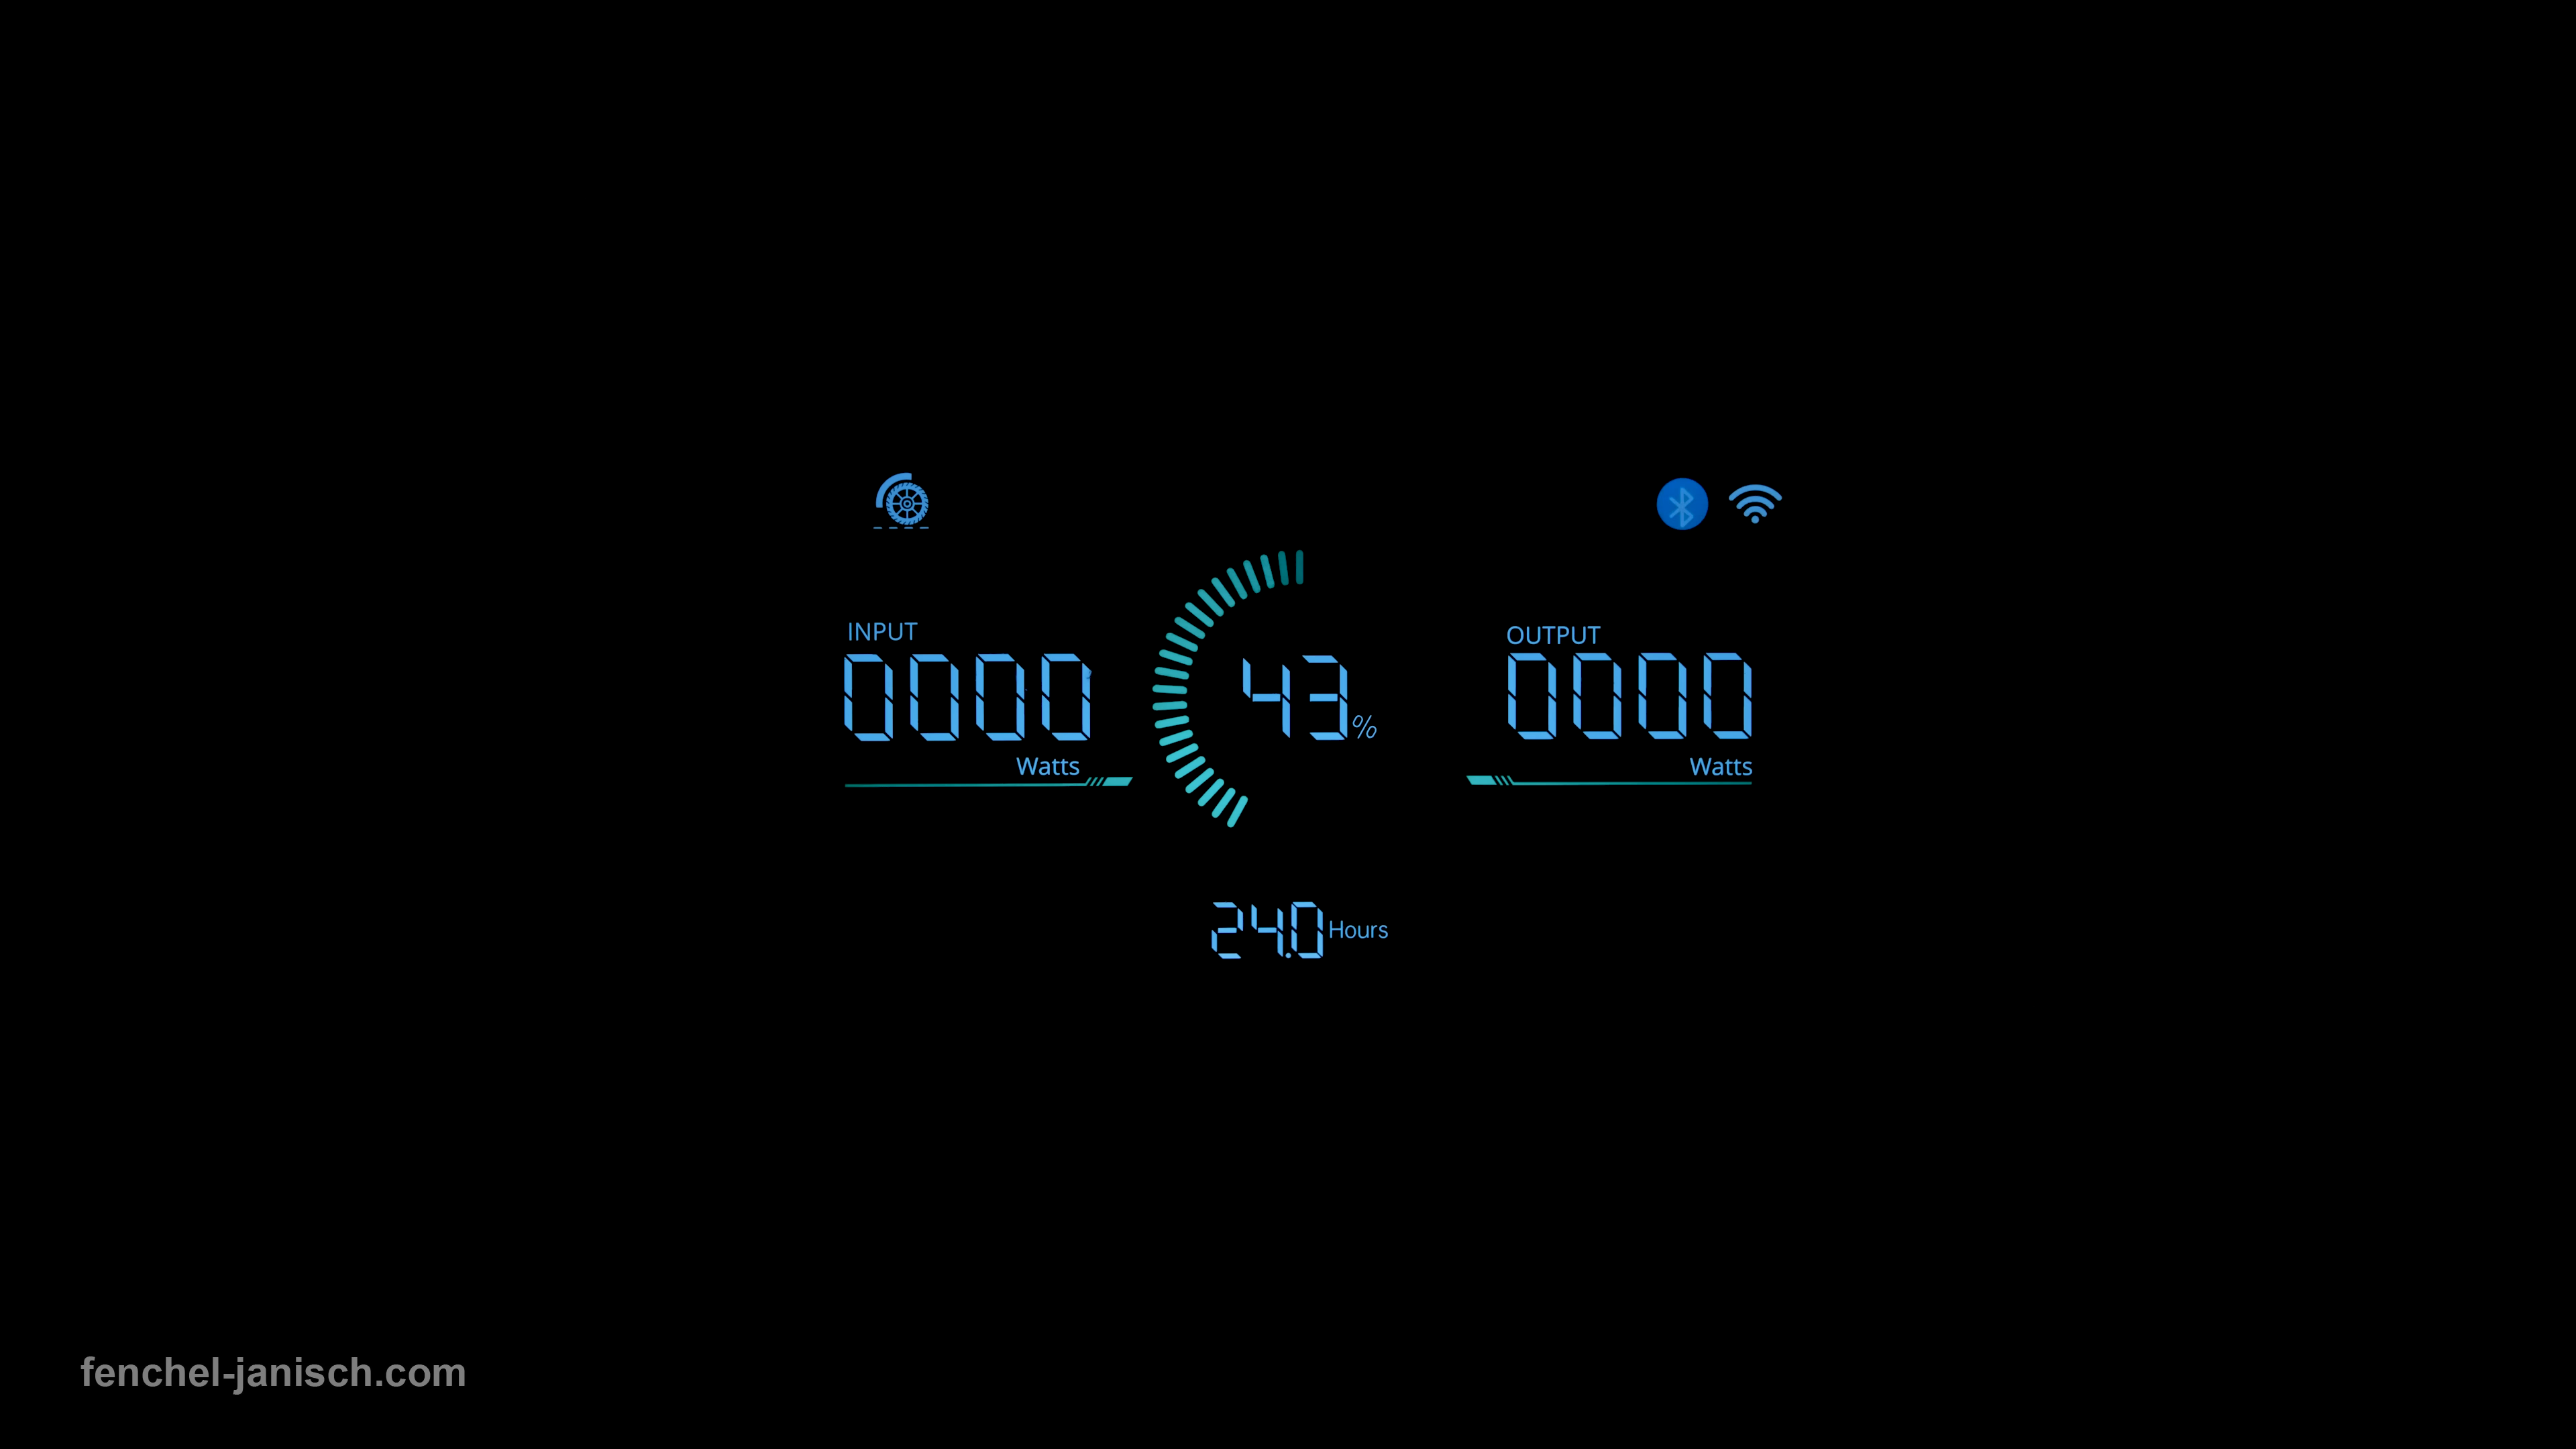 INPUT
0000
Watts
43%
OUTPUT
0000
Watts
24.0 Hours
fenchel-janisch.com